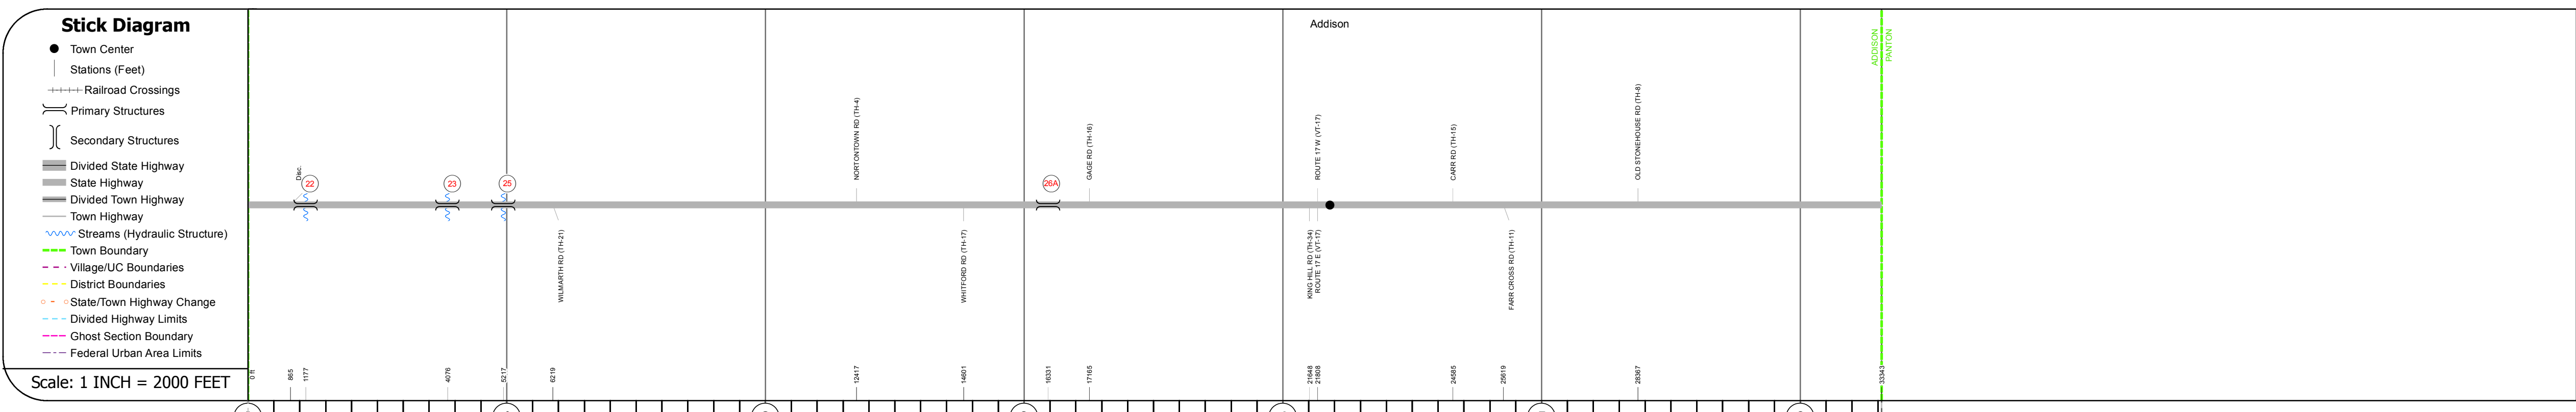 Stick Diagram
Town Center
Stations (Feet)
Railroad Crossings
Primary Structures
Secondary Structures
Divided State Highway
State Highway
Divided Town Highway
Town Highway
Streams (Hydraulic Structure)
Town Boundary
Village/UC Boundaries
District Boundaries
State/Town Highway Change
Divided Highway Limits
Ghost Section Boundary
Federal Urban Area Limits
Scale: 1 INCH = 2000 FEET
Addison
ADDISON
PANTON
Disc.
22
23
25
26A
NORTONTOWN RD (TH-4)
GAGE RD (TH-16)
ROUTE 17 W (VT-17)
CARR RD (TH-15)
OLD STONEHOUSE RD (TH-8)
WILMARTH RD (TH-21)
WHITFORD RD (TH-17)
KING HILL RD (TH-34)
ROUTE 17 E (VT-17)
FARR CROSS RD (TH-11)
0 ft
865
1177
4076
5217
6219
12417
14601
16331
17165
21648
21808
24585
25619
28367
33343